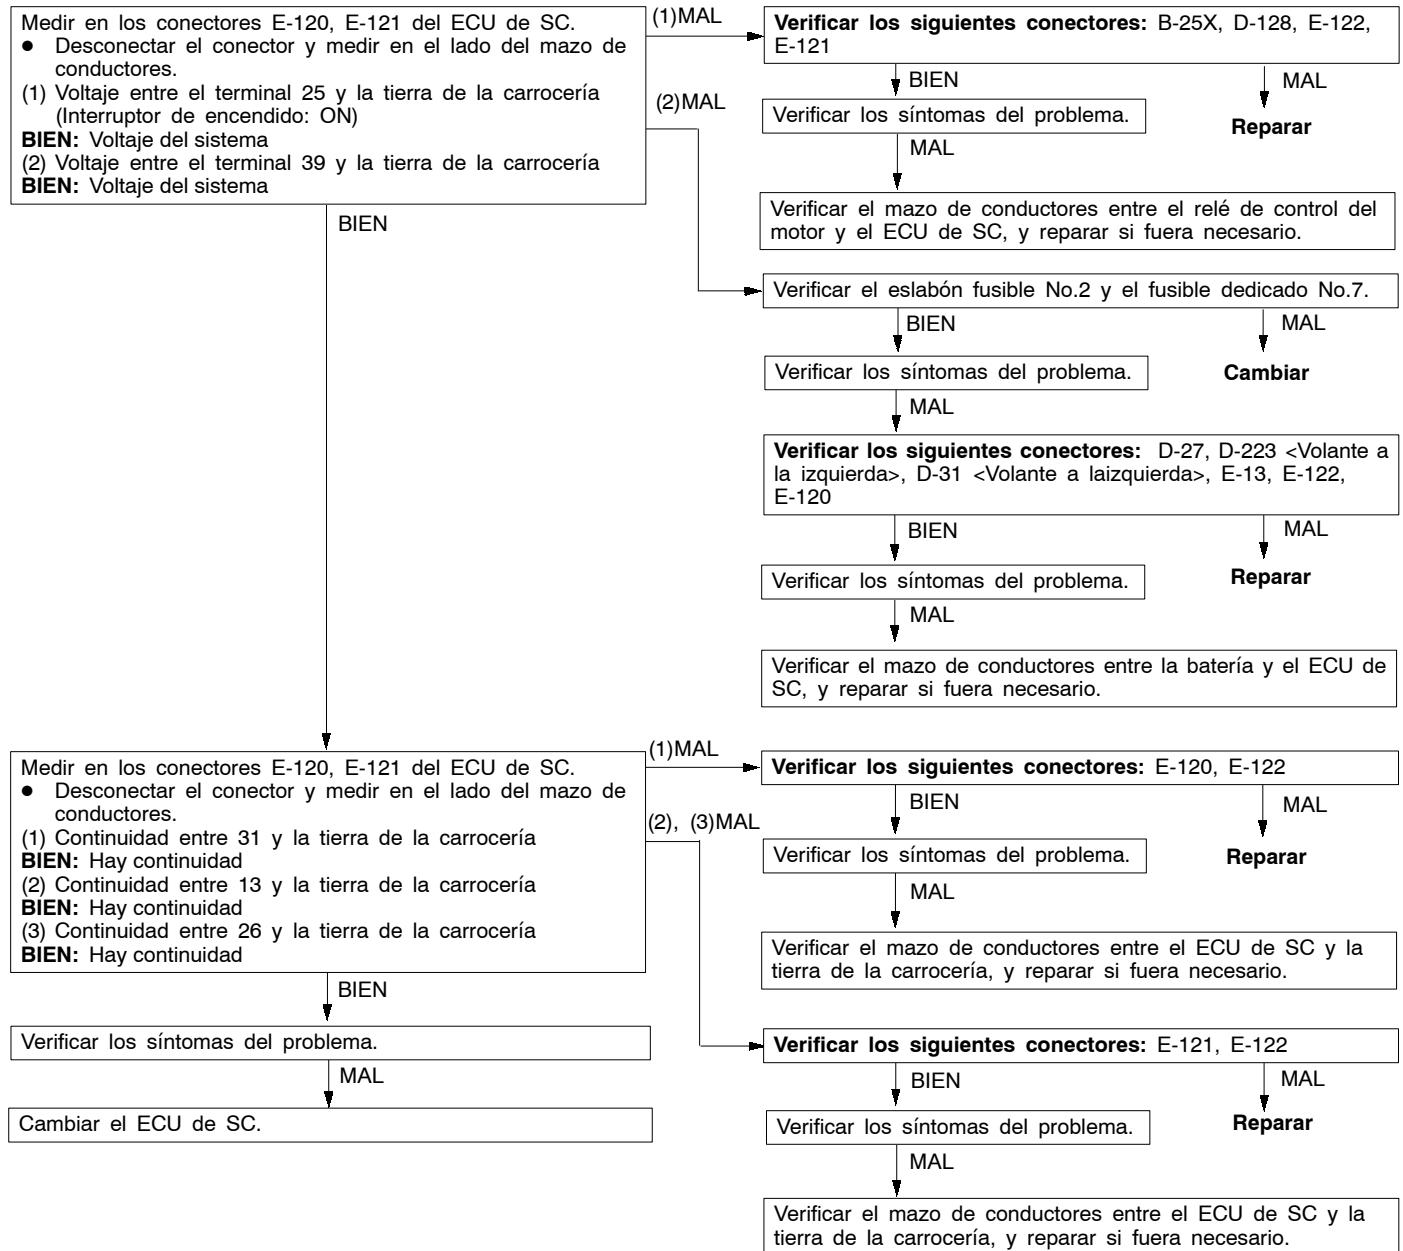 Medir en los conectores E-120, E-121 del ECU de SC.
● Desconectar el conector y medir en el lado del mazo de
conductores.
(1) Voltaje entre el terminal 25 y la tierra de la carrocería
(Interruptor de encendido: ON)
BIEN: Voltaje del sistema
(2) Voltaje entre el terminal 39 y la tierra de la carrocería
BIEN: Voltaje del sistema
(1)MAL
Verificar los siguientes conectores: B-25X, D-128, E-122,
E-121
BIEN
MAL
(2)MAL
Verificar los síntomas del problema.
Reparar
MAL
Verificar el mazo de conductores entre el relé de control del
motor y el ECU de SC, y reparar si fuera necesario.
BIEN
Verificar el eslabón fusible No.2 y el fusible dedicado No.7.
BIEN
MAL
Verificar los síntomas del problema.
Cambiar
MAL
Verificar los siguientes conectores: D-27, D-223 <Volante a
la izquierda>, D-31 <Volante a laizquierda>, E-13, E-122,
E-120
BIEN
MAL
Verificar los síntomas del problema.
Reparar
MAL
Verificar el mazo de conductores entre la batería y el ECU de
SC, y reparar si fuera necesario.
Medir en los conectores E-120, E-121 del ECU de SC.
● Desconectar el conector y medir en el lado del mazo de
conductores.
(1) Continuidad entre 31 y la tierra de la carrocería
BIEN: Hay continuidad
(2) Continuidad entre 13 y la tierra de la carrocería
BIEN: Hay continuidad
(3) Continuidad entre 26 y la tierra de la carrocería
BIEN: Hay continuidad
(1)MAL
Verificar los siguientes conectores: E-120, E-122
BIEN
MAL
(2), (3)MAL
Verificar los síntomas del problema.
Reparar
MAL
Verificar el mazo de conductores entre el ECU de SC y la
tierra de la carrocería, y reparar si fuera necesario.
BIEN
Verificar los síntomas del problema.
MAL
Cambiar el ECU de SC.
Verificar los siguientes conectores: E-121, E-122
BIEN
MAL
Verificar los síntomas del problema.
Reparar
MAL
Verificar el mazo de conductores entre el ECU de SC y la
tierra de la carrocería, y reparar si fuera necesario.